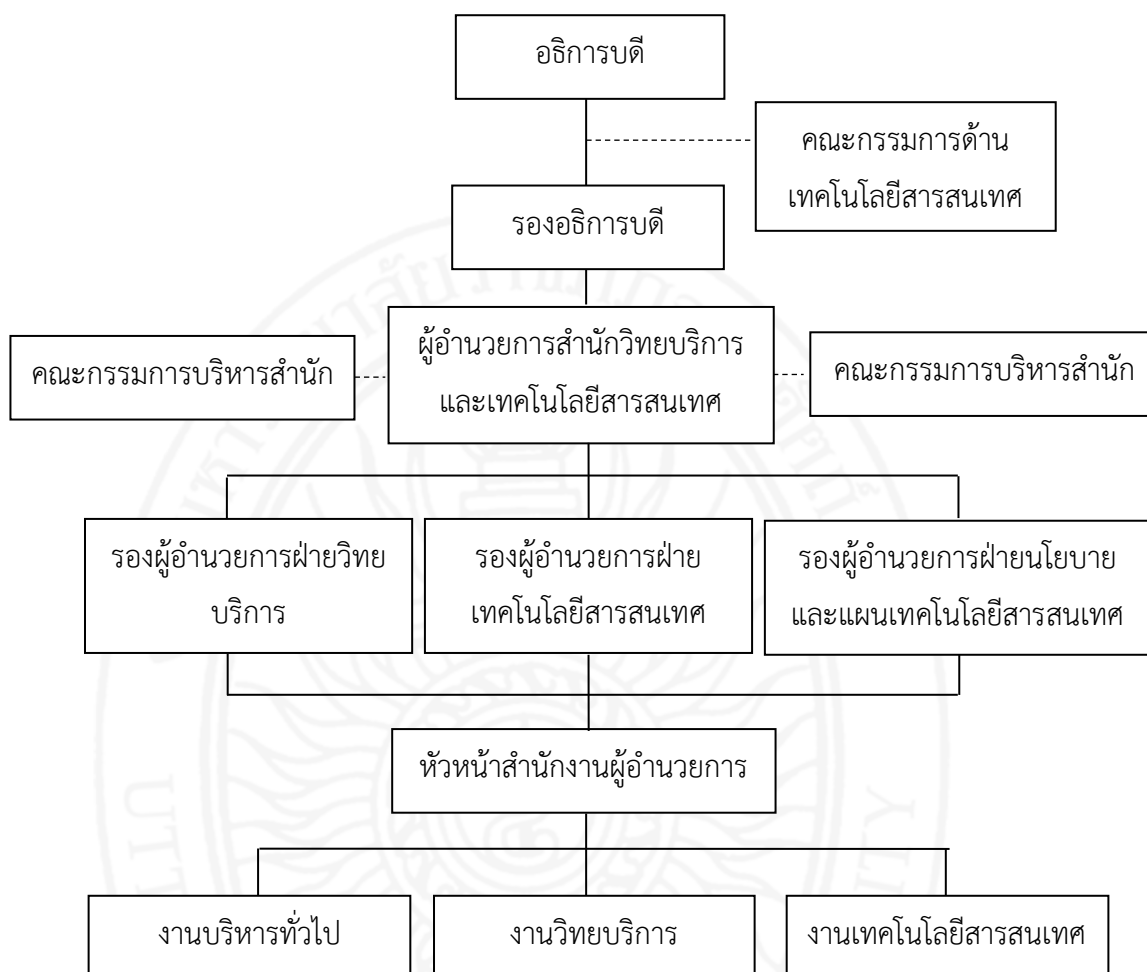 อธิการบดี
คณะกรรมการด้าน
เทคโนโลยีสารสนเทศ
รองอธิการบดี
คณะกรรมการบริหารสำนัก
ผู้อำนวยการสำนักวิทยบริการ
และเทคโนโลยีสารสนเทศ
คณะกรรมการบริหารสำนัก
รองผู้อำนวยการฝ่ายวิทย
บริการ
รองผู้อำนวยการฝ่าย
เทคโนโลยีสารสนเทศ
รองผู้อำนวยการฝ่ายนโยบาย
และแผนเทคโนโลยีสารสนเทศ
หัวหน้าสำนักงานผู้อำนวยการ
งานบริหารทั่วไป
งานวิทยบริการ
งานเทคโนโลยีสารสนเทศ